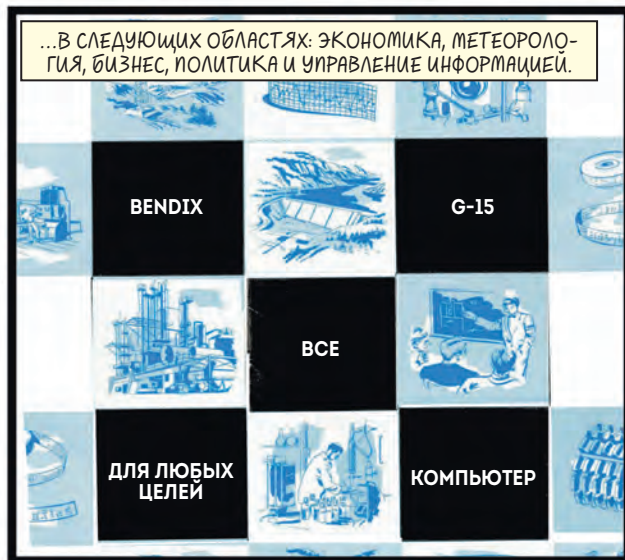 ...В СЛЕДУЮЩИХ ОБЛАСТЯХ: ЭКОНОМИКА, МЕТЕОРОЛО-
ГИЯ, БИЗНЕС, ПОЛИТИКА И УПРАВЛЕНИЕ ИНФОРМАЦИЕЙ.
BENDIX
G-15
ВСЕ
ДЛЯ ЛЮБЫХ
ЦЕЛЕЙ
КОМПЬЮТЕР